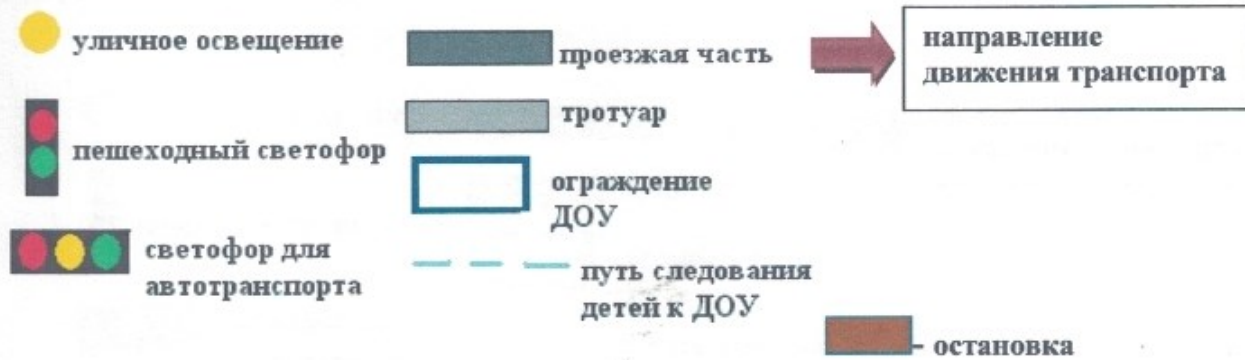 уличное освещение
пешеходный светофор
светофор для
автотранспорта
проезжая часть
тротуар
ограждение
ДОУ
путь следования
детей к ДОУ
направление
движения транспорта
- остановка